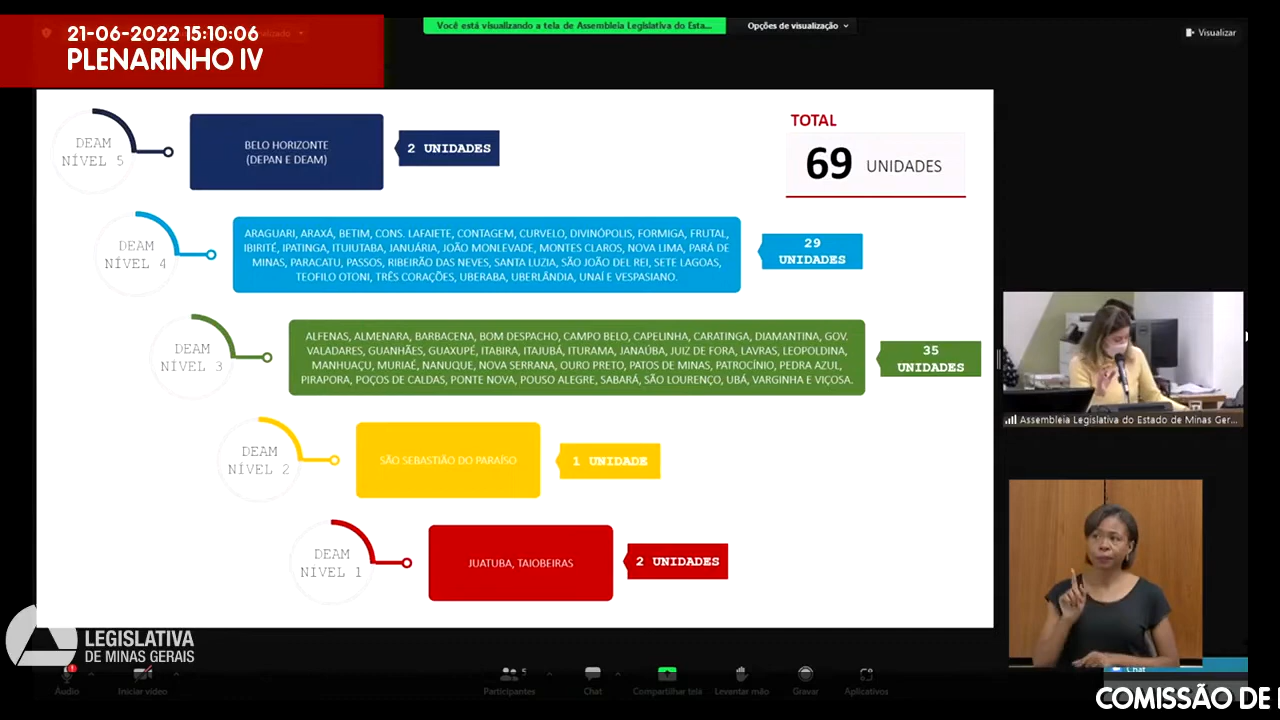 21-06-2022 15:10:06
PLENARINHO IV
Você está visualizando a tela de Assembleia Legislativa do Esta...
Opções de visualização
Visualizar
TOTAL
69 UNIDADES
DEAM
NÍVEL 5
BELO HORIZONTE
(DEPAN E DEAM)
2 UNIDADES
DEAM
NÍVEL 4
ARAGUARI, ARAXÁ, BETIM, CONS. LAFAIETE, CONTAGEM, CURVELO, DIVINÓPOLIS, FORMIGA, FRUTAL,
IBIRITÉ, IPATINGA, ITUIUTABA, JANUÁRIA, JOÃO MONLEVADE, MONTES CLAROS, NOVA LIMA, PARÁ DE
MINAS, PARACATU, PASSOS, RIBEIRÃO DAS NEVES, SANTA LUZIA, SÃO JOÃO DEL REI, SETE LAGOAS,
TEOFILO OTONI, TRÊS CORAÇÕES, UBERABA, UBERLÂNDIA, UNAÍ E VESPASIANO.
29
UNIDADES
DEAM
NÍVEL 3
ALFENAS, ALMENARA, BARBACENA, BOM DESPACHO, CAMPO BELO, CAPELINHA, CARATINGA, DIAMANTINA, GOV.
VALADARES, GUANHÃES, GUAXUPÉ, ITABIRA, ITAJUBÁ, ITURAMA, JANAÚBA, JUIZ DE FORA, LAVRAS, LEOPOLDINA,
MANHUAÇU, MURIAÉ, NANUQUE, NOVA SERRANA, OURO PRETO, PATOS DE MINAS, PATROCÍNIO, PEDRA AZUL,
PIRAPORA, POÇOS DE CALDAS, PONTE NOVA, POUSO ALEGRE, SABARÁ, SÃO LOURENÇO, UBÁ, VARGINHA E VIÇOSA.
35
UNIDADES
DEAM
NÍVEL 2
SÃO SEBASTIÃO DO PARAÍSO
1 UNIDADE
DEAM
NIVEL 1
JUATUBA, TAIOBEIRAS
2 UNIDADES
Assembleia Legislativa do Estado de Minas Ger...
LEGISLATIVA
DE MINAS GERAIS
Áudio
Iniciar vídeo
Participantes
5
Chat
Compartilhar tela
Levantar mão
Gravar
Aplicativos
Chat
COMISSÃO DE